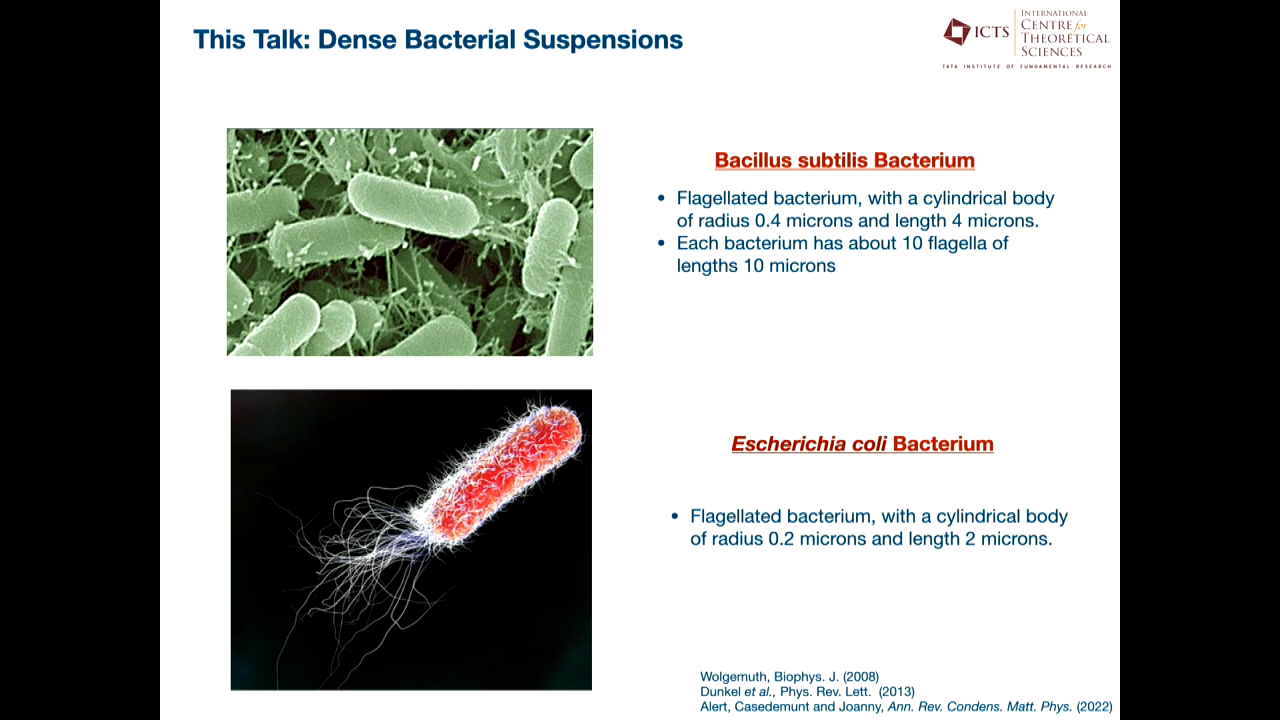 This Talk: Dense Bacterial Suspensions
ICTS
INTERNATIONAL
CENTRE for
THEORETICAL
SCIENCES
TATA INSTITUTE OF FUNDAMENTAL RESEARCH
Bacillus subtilis Bacterium
• Flagellated bacterium, with a cylindrical body
of radius 0.4 microns and length 4 microns.
• Each bacterium has about 10 flagella of
lengths 10 microns
Escherichia coli Bacterium
• Flagellated bacterium, with a cylindrical body
of radius 0.2 microns and length 2 microns.
Wolgemuth, Biophys. J. (2008)
Dunkel et al., Phys. Rev. Lett. (2013)
Alert, Casedemunt and Joanny, Ann. Rev. Condens. Matt. Phys. (2022)